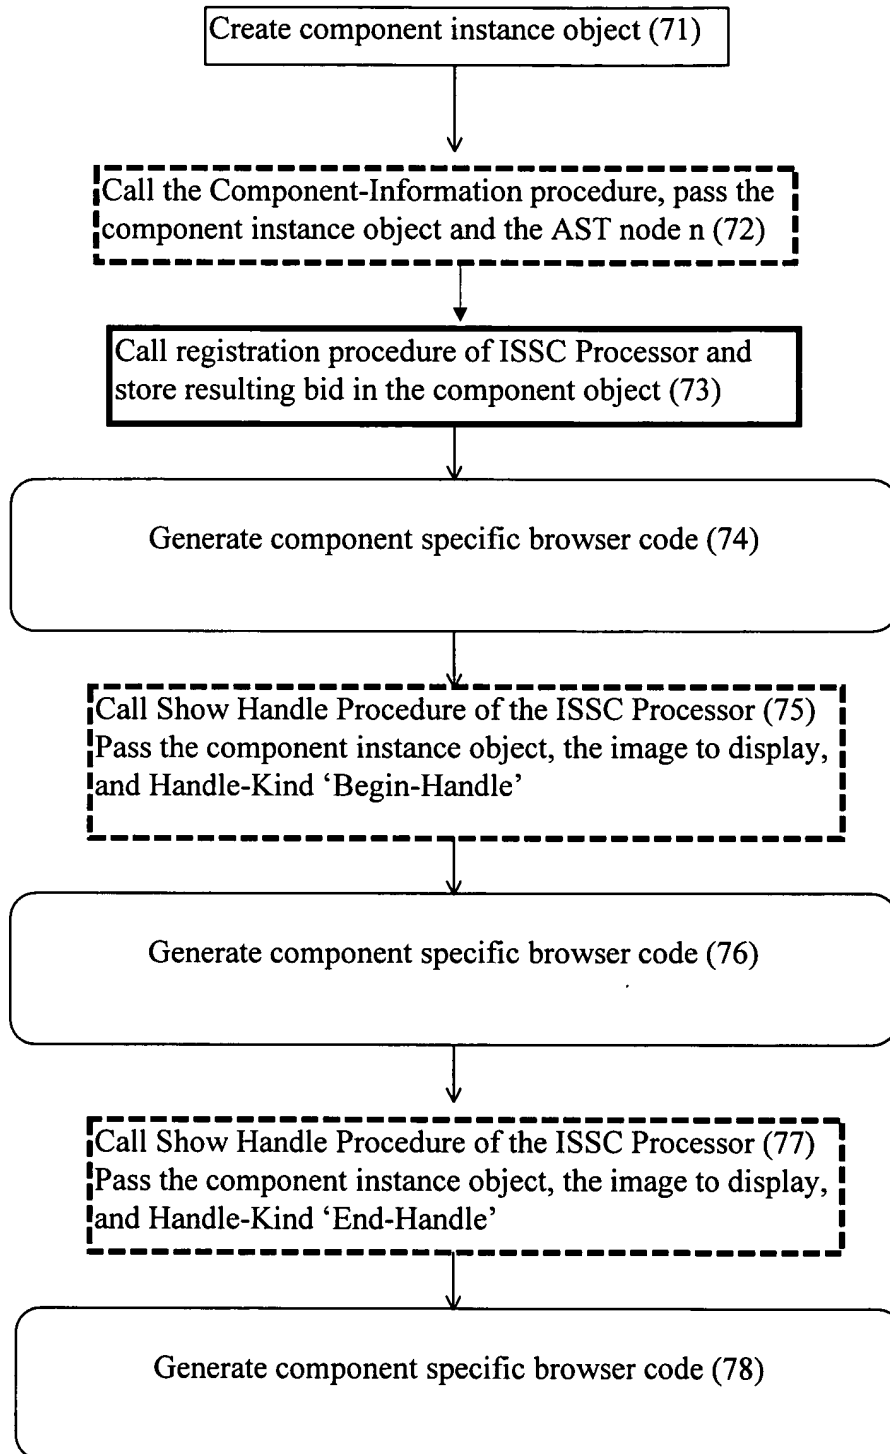 Create component instance object (71)
Call the Component-Information procedure, pass the
component instance object and the AST node n (72)
Call registration procedure of ISSC Processor and
store resulting bid in the component object (73)
Generate component specific browser code (74)
Call Show Handle Procedure of the ISSC Processor (75)
Pass the component instance object, the image to display,
and Handle-Kind ‘Begin-Handle’
Generate component specific browser code (76)
Call Show Handle Procedure of the ISSC Processor (77)
Pass the component instance object, the image to display,
and Handle-Kind ‘End-Handle’
Generate component specific browser code (78)